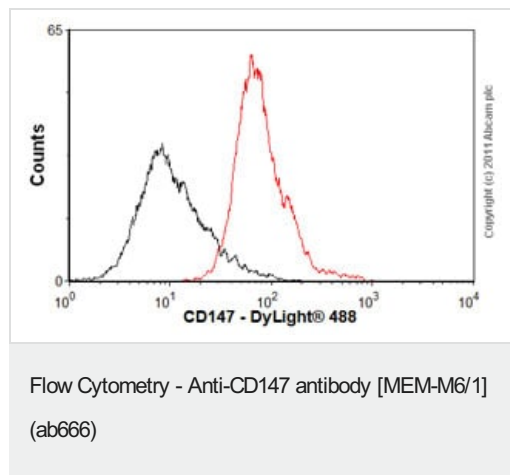 65
Counts
0
10⁰ 10¹ 10² 10³ 10⁴
CD147 - DyLight® 488
Copyright (c) 2011 Abcam plc
Flow Cytometry - Anti-CD147 antibody [MEM-M6/1]
(ab666)